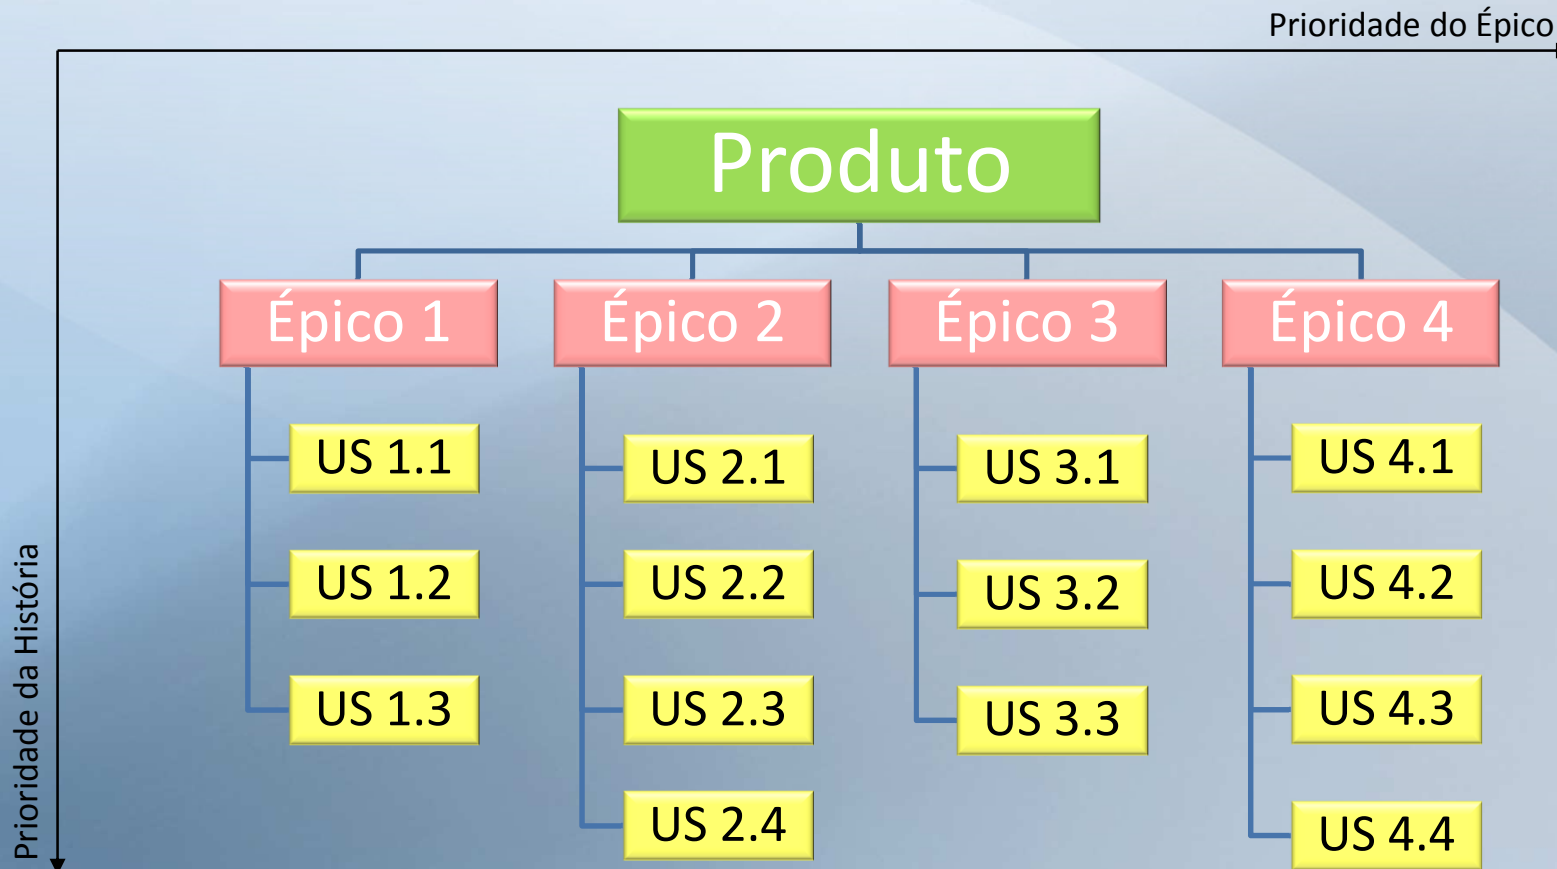 Prioridade do Épico
Produto
Épico 1
Épico 2
Épico 3
Épico 4
US 1.1
US 2.1
US 3.1
US 4.1
US 1.2
US 2.2
US 3.2
US 4.2
US 1.3
US 2.3
US 3.3
US 4.3
US 2.4
US 4.4
Prioridade da História